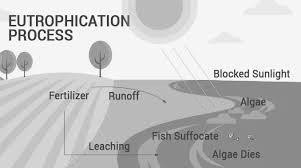 EUTROPHICATION
PROCESS
Blocked Sunlight
Fertilizer
Runoff
Algae
Fish Suffocate
Leaching
Algae Dies